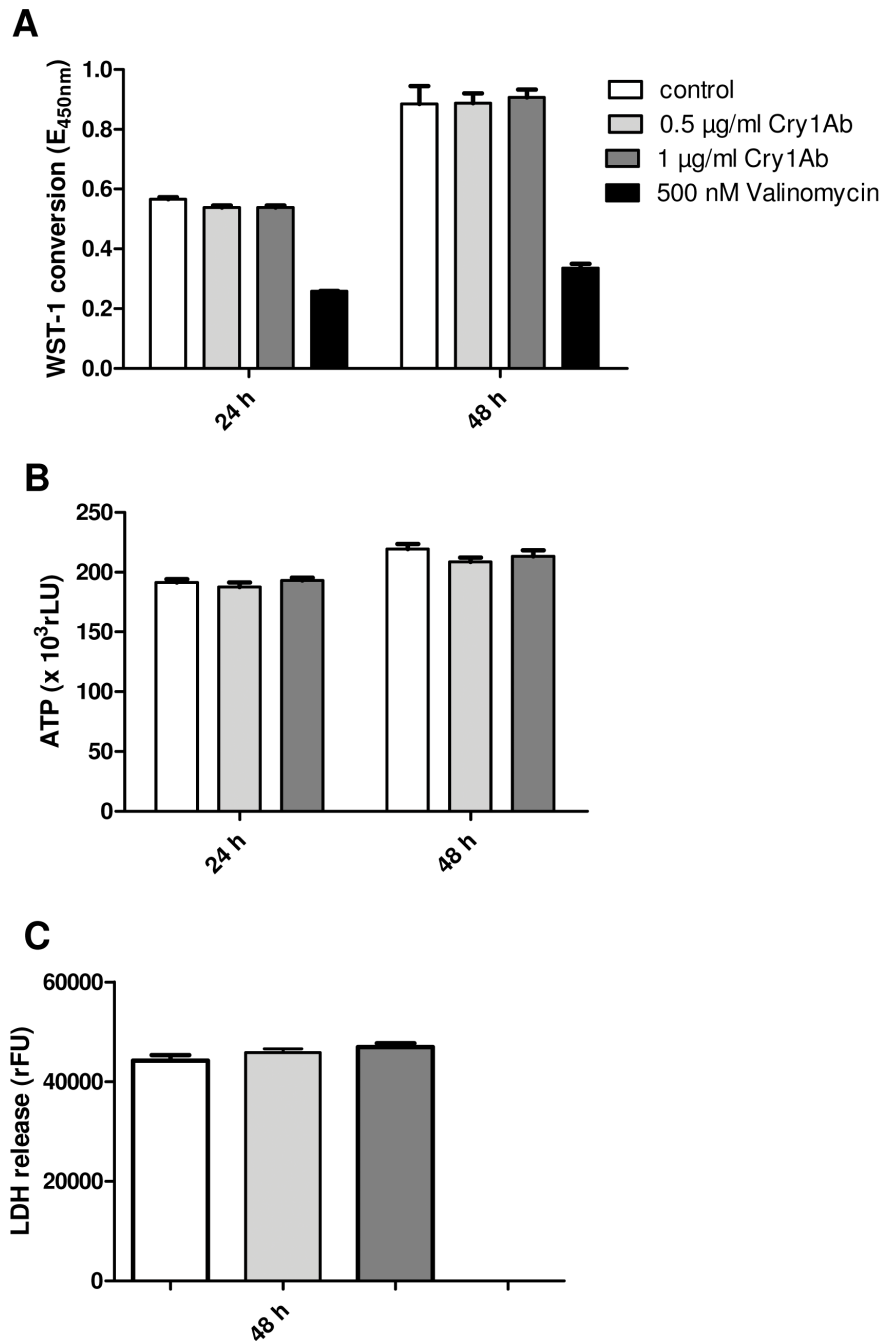 A
WST-1 conversion (E450nm)
1.0
0.8
0.6
0.4
0.2
0.0
24 h
48 h
control
0.5 µg/ml Cry1Ab
1 µg/ml Cry1Ab
500 nM Valinomycin
B
ATP (x 10³rLU)
250
200
150
100
50
0
24 h
48 h
C
LDH release (rFU)
60000
40000
20000
0
48 h